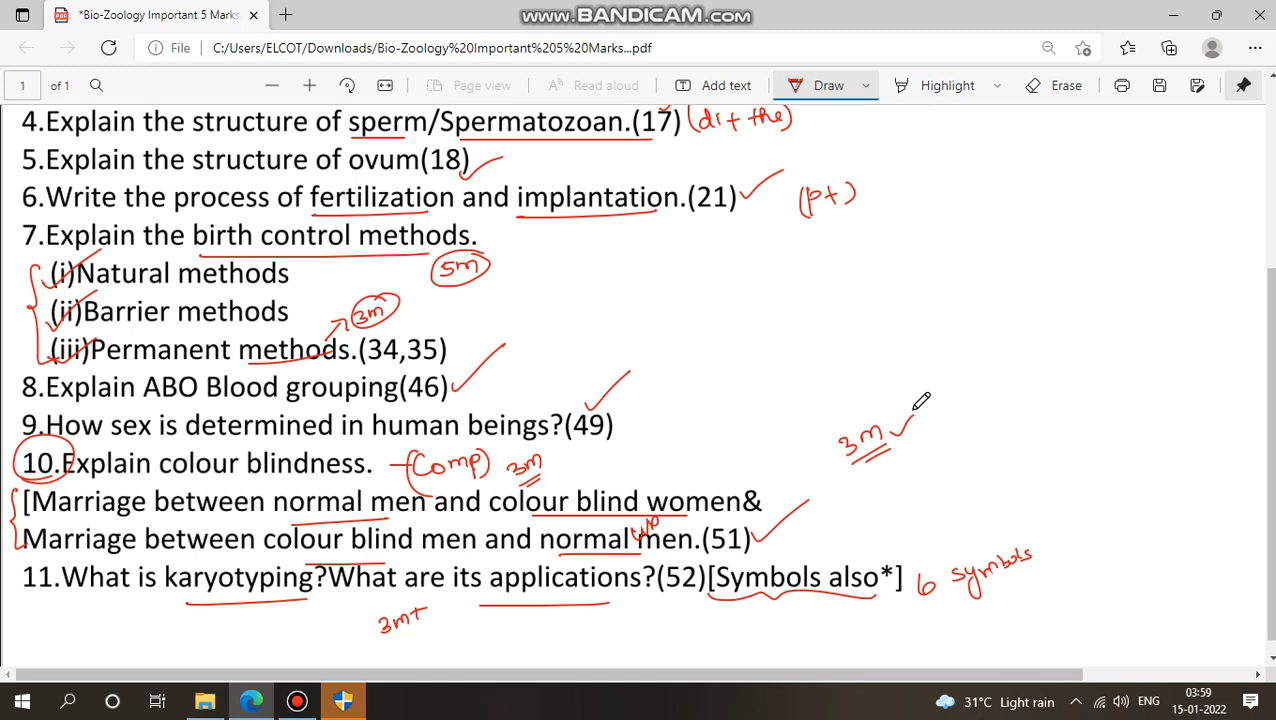 www.BANDICAM.com
*Bio-Zoology Important 5 Marks
File C:/Users/ELCOT/Downloads/Bio-Zoology%20Important%205%20Marks...pdf
1 of 1 Page view Read aloud Add text Draw Highlight Erase
4.Explain the structure of sperm/Spermatozoan.(17) (di + the)
5.Explain the structure of ovum(18)
6.Write the process of fertilization and implantation.(21) (pt)
7.Explain the birth control methods.
(i)Natural methods 5m
(ii)Barrier methods 3m
(iii)Permanent methods.(34,35)
8.Explain ABO Blood grouping(46)
9.How sex is determined in human beings?(49)
3m
10.Explain colour blindness. (comp) 3m
[Marriage between normal men and colour blind women&
Marriage between colour blind men and normal wo men.(51)
11.What is karyotyping?What are its applications?(52)[Symbols also*] 6 symbols
3m+
31°C Light rain ENG 03:59
15-01-2022